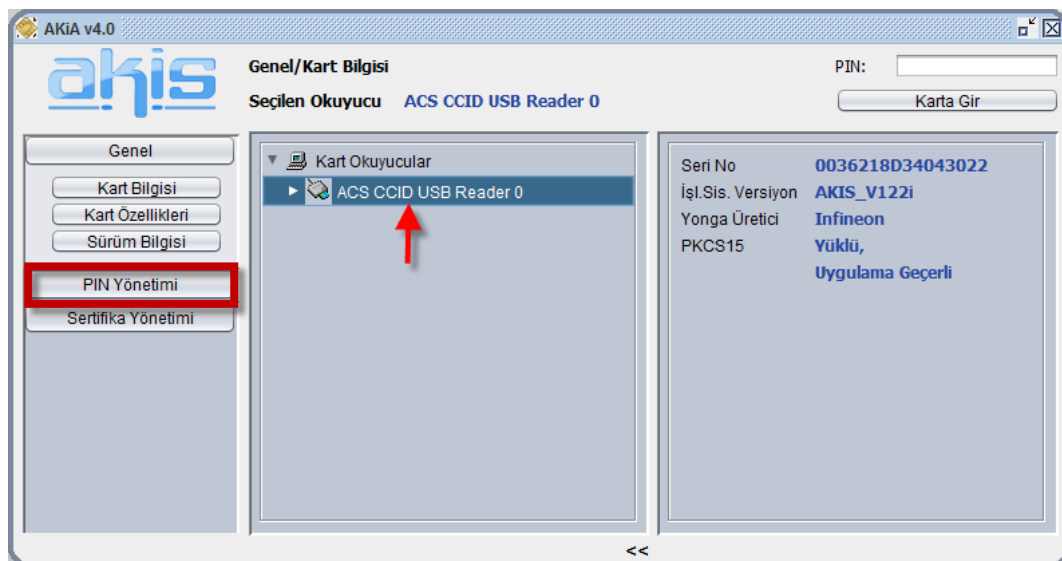 AKiA v4.0
akis
Genel/Kart Bilgisi
PIN:
Seçilen Okuyucu ACS CCID USB Reader 0
Karta Gir
Genel
Kart Bilgisi
Kart Özellikleri
Sürüm Bilgisi
PIN Yönetimi
Sertifika Yönetimi
Kart Okuyucular
ACS CCID USB Reader 0
Seri No 0036218D34043022
İşl.Sis. Versiyon AKIS_V122i
Yonga Üretici Infineon
PKCS15 Yüklü,
Uygulama Geçerli
<<